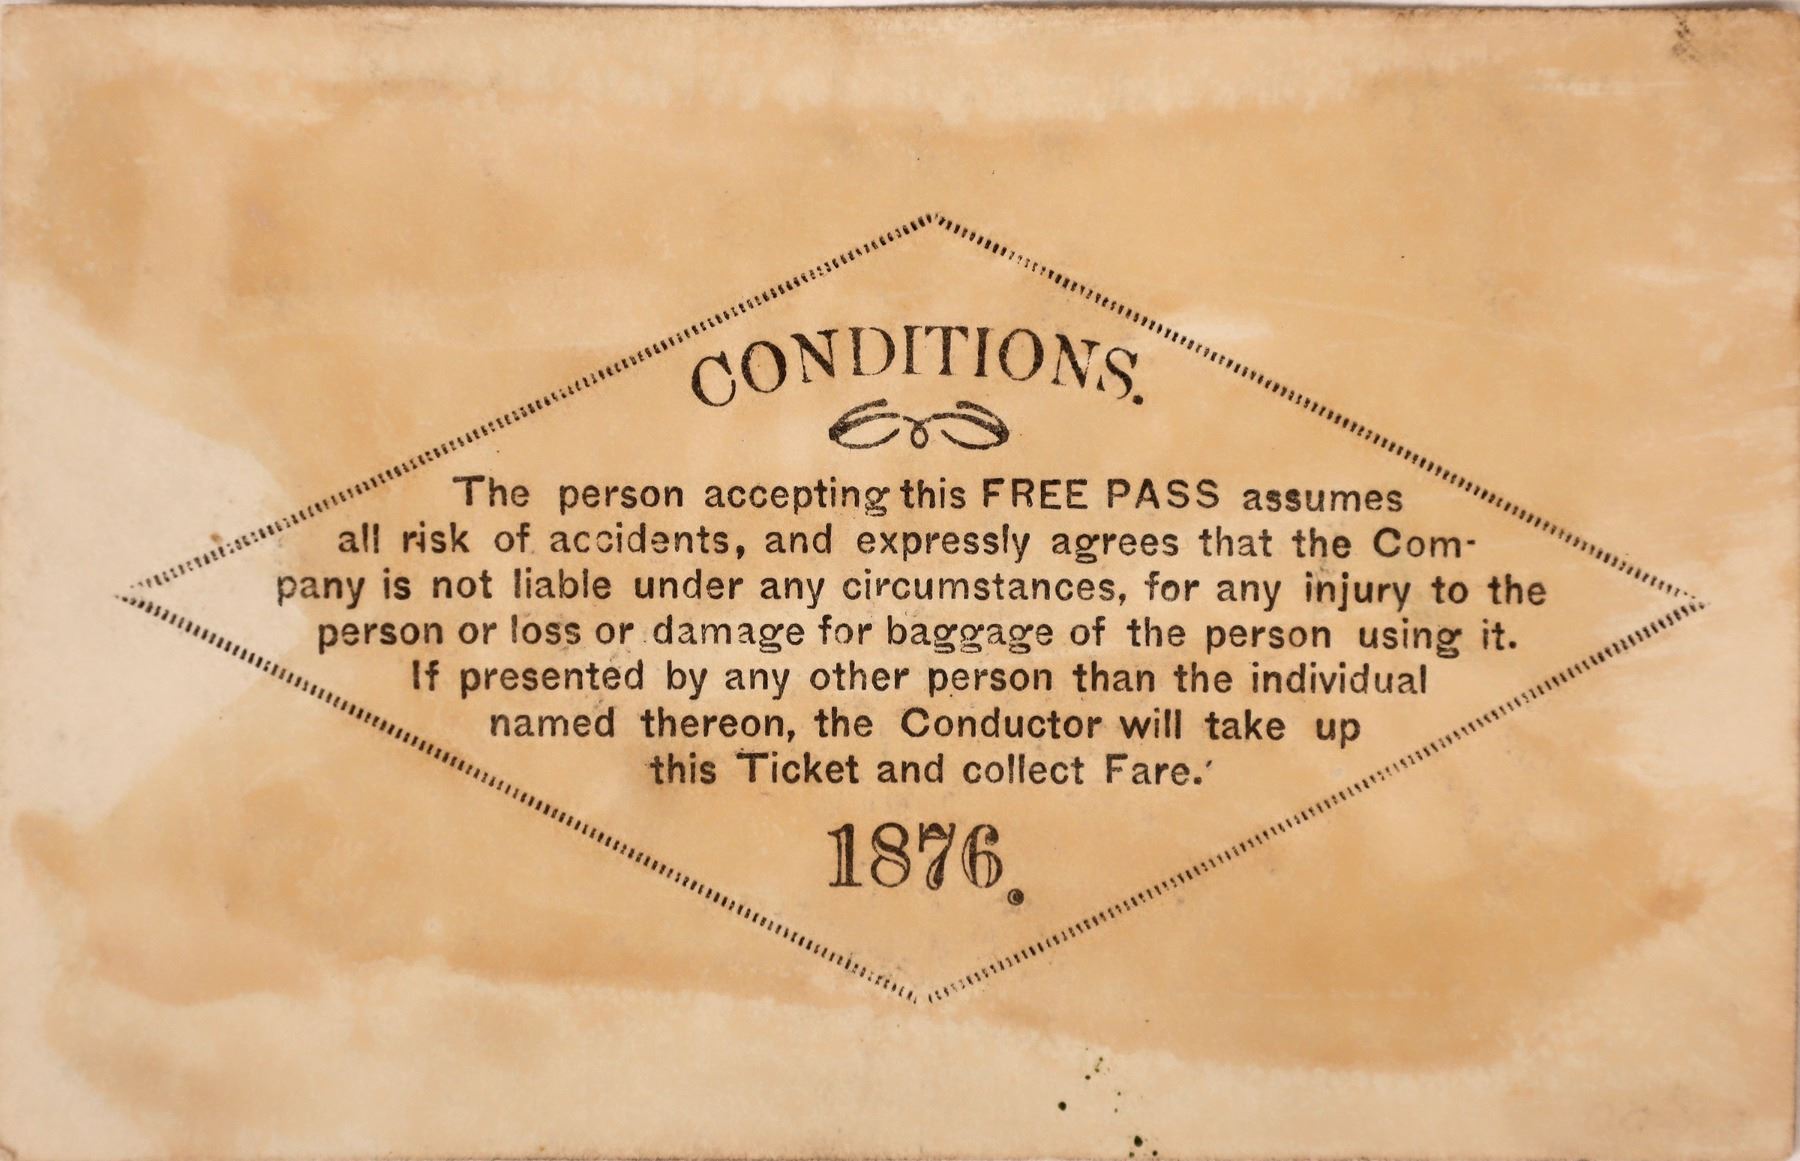 CONDITIONS.
The person accepting this FREE PASS assumes
all risk of accidents, and expressly agrees that the Com-
pany is not liable under any circumstances, for any injury to the
person or loss or damage for baggage of the person using it.
If presented by any other person than the individual
named thereon, the Conductor will take up
this Ticket and collect Fare.
1876.